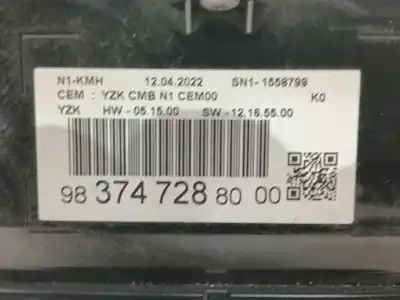 N1-KMH 12.04.2022 SN1-1558799
CEM : YZK CMB N1 CEM00 K0
YZK HW - 05.15.00 SW - 12.16.55.00
98 374 728 80 00